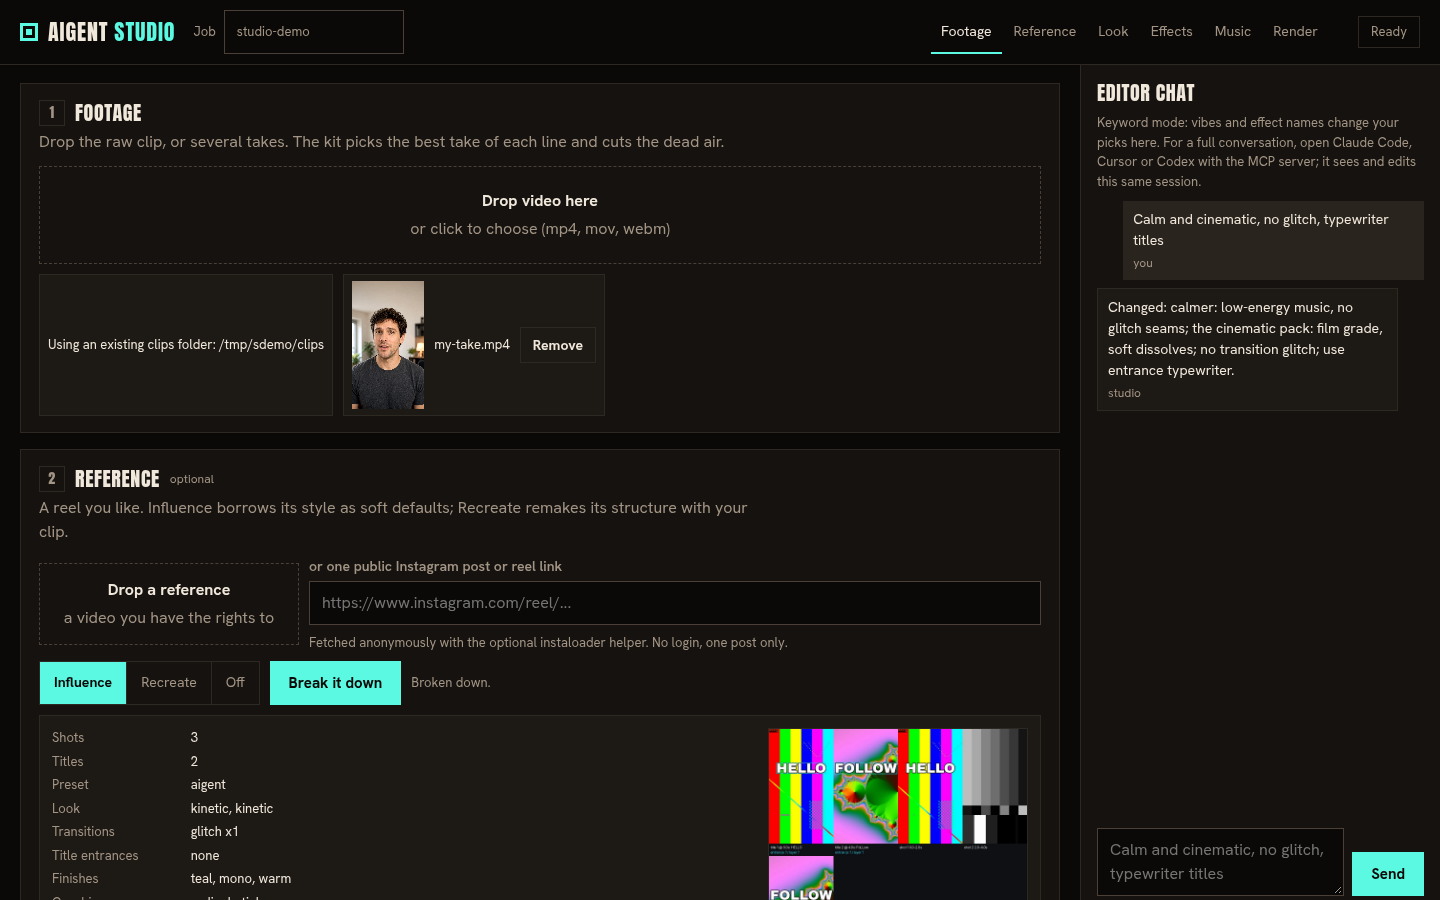 AIGENT STUDIO
Job
studio-demo
Footage
Reference
Look
Effects
Music
Render
Ready
1
FOOTAGE
Drop the raw clip, or several takes. The kit picks the best take of each line and cuts the dead air.
Drop video here
or click to choose (mp4, mov, webm)
Using an existing clips folder: /tmp/sdemo/clips
my-take.mp4
Remove
2
REFERENCE
optional
A reel you like. Influence borrows its style as soft defaults; Recreate remakes its structure with your
clip.
Drop a reference
a video you have the rights to
or one public Instagram post or reel link
https://www.instagram.com/reel/...
Fetched anonymously with the optional instaloader helper. No login, one post only.
Influence
Recreate
Off
Break it down
Broken down.
Shots 3
Titles 2
Preset aigent
Look kinetic, kinetic
Transitions glitch x1
Title entrances none
Finishes teal, mono, warm
HELLO
FOLLOW
HELLO
FOLLOW
EDITOR CHAT
Keyword mode: vibes and effect names change your
picks here. For a full conversation, open Claude Code,
Cursor or Codex with the MCP server; it sees and edits
this same session.
Calm and cinematic, no glitch, typewriter
titles
you
Changed: calmer: low-energy music, no
glitch seams; the cinematic pack: film grade,
soft dissolves; no transition glitch; use
entrance typewriter.
studio
Calm and cinematic, no glitch,
typewriter titles
Send